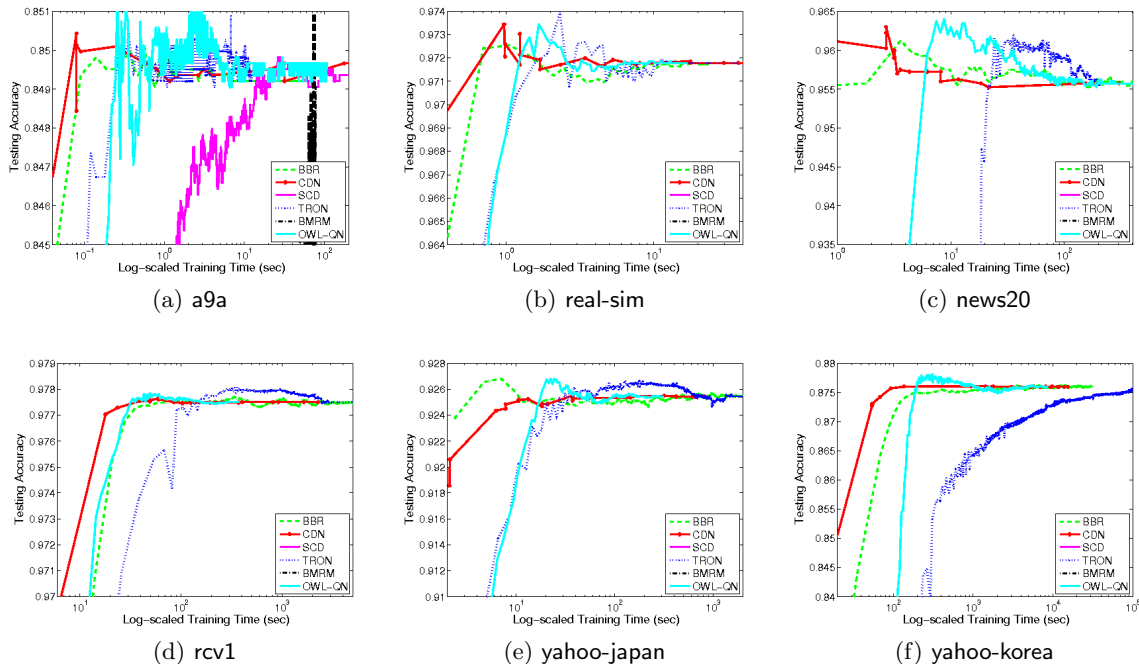 0.851
0.85
0.849
0.848
0.847
0.846
0.845
Testing Accuracy
10⁻¹ 10⁰ 10¹ 10²
Log-scaled Training Time (sec)
BBR
CDN
SCD
TRON
BMRM
OWL-QN
(a) a9a
0.974
0.972
0.97
0.969
0.968
0.966
0.965
0.964
Testing Accuracy
10⁰ 10¹
Log-scaled Training Time (sec)
BBR
CDN
SCD
TRON
BMRM
OWL-QN
(b) real-sim
0.965
0.96
0.955
0.95
0.945
0.94
0.935
Testing Accuracy
10⁰ 10¹ 10²
Log-scaled Training Time (sec)
BBR
CDN
SCD
TRON
BMRM
OWL-QN
(c) news20
0.979
0.978
0.977
0.976
0.975
0.974
0.973
0.972
0.971
0.97
Testing Accuracy
10¹ 10² 10³
Log-scaled Training Time (sec)
BBR
CDN
SCD
TRON
BMRM
OWL-QN
(d) rcv1
0.928
0.926
0.924
0.922
0.92
0.918
0.916
0.914
0.912
0.91
Testing Accuracy
10¹ 10² 10³
Log-scaled Training Time (sec)
BBR
CDN
SCD
TRON
BMRM
OWL-QN
(e) yahoo-japan
0.88
0.875
0.87
0.865
0.86
0.855
0.85
0.84
Testing Accuracy
10² 10³ 10⁴ 10⁵
Log-scaled Training Time (sec)
BBR
CDN
SCD
TRON
BMRM
OWL-QN
(f) yahoo-korea